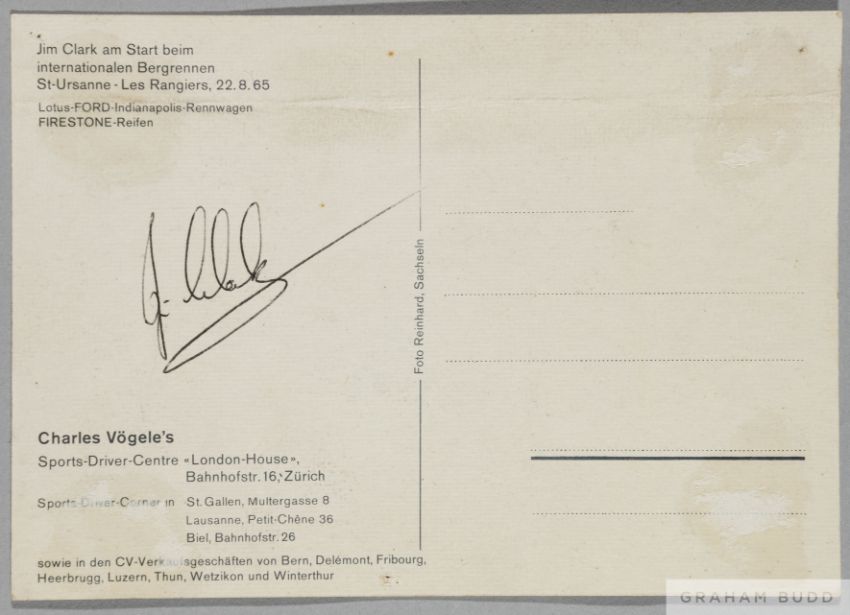 Jim Clark am Start beim
internationalen Bergrennen
St-Ursanne - Les Rangiers, 22. 8. 65
Lotus-FORD-Indianapolis-Rennwagen
FIRESTONE-Reifen
J. Clark
Charles Vögele's
Sports-Driver-Centre «London-House»,
Bahnhofstr. 16, Zürich
Sports-Driver-Corner in St. Gallen, Multergasse 8
Lausanne, Petit-Chêne 36
Biel, Bahnhofstr. 26
sowie in den CV-Verkaufsgeschäften von Bern, Delémont, Fribourg,
Heerbrugg, Luzern, Thun, Wetzikon und Winterthur
Foto Reinhard, Sachseln
GRAHAM BUDD